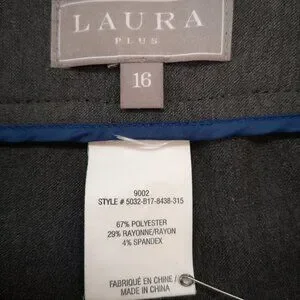 LAURA
PLUS
16
9002
STYLE # 5032-B17-8438-315
67% POLYESTER
29% RAYONNE/RAYON
4% SPANDEX
FABRIQUÉ EN CHINE /
MADE IN CHINA